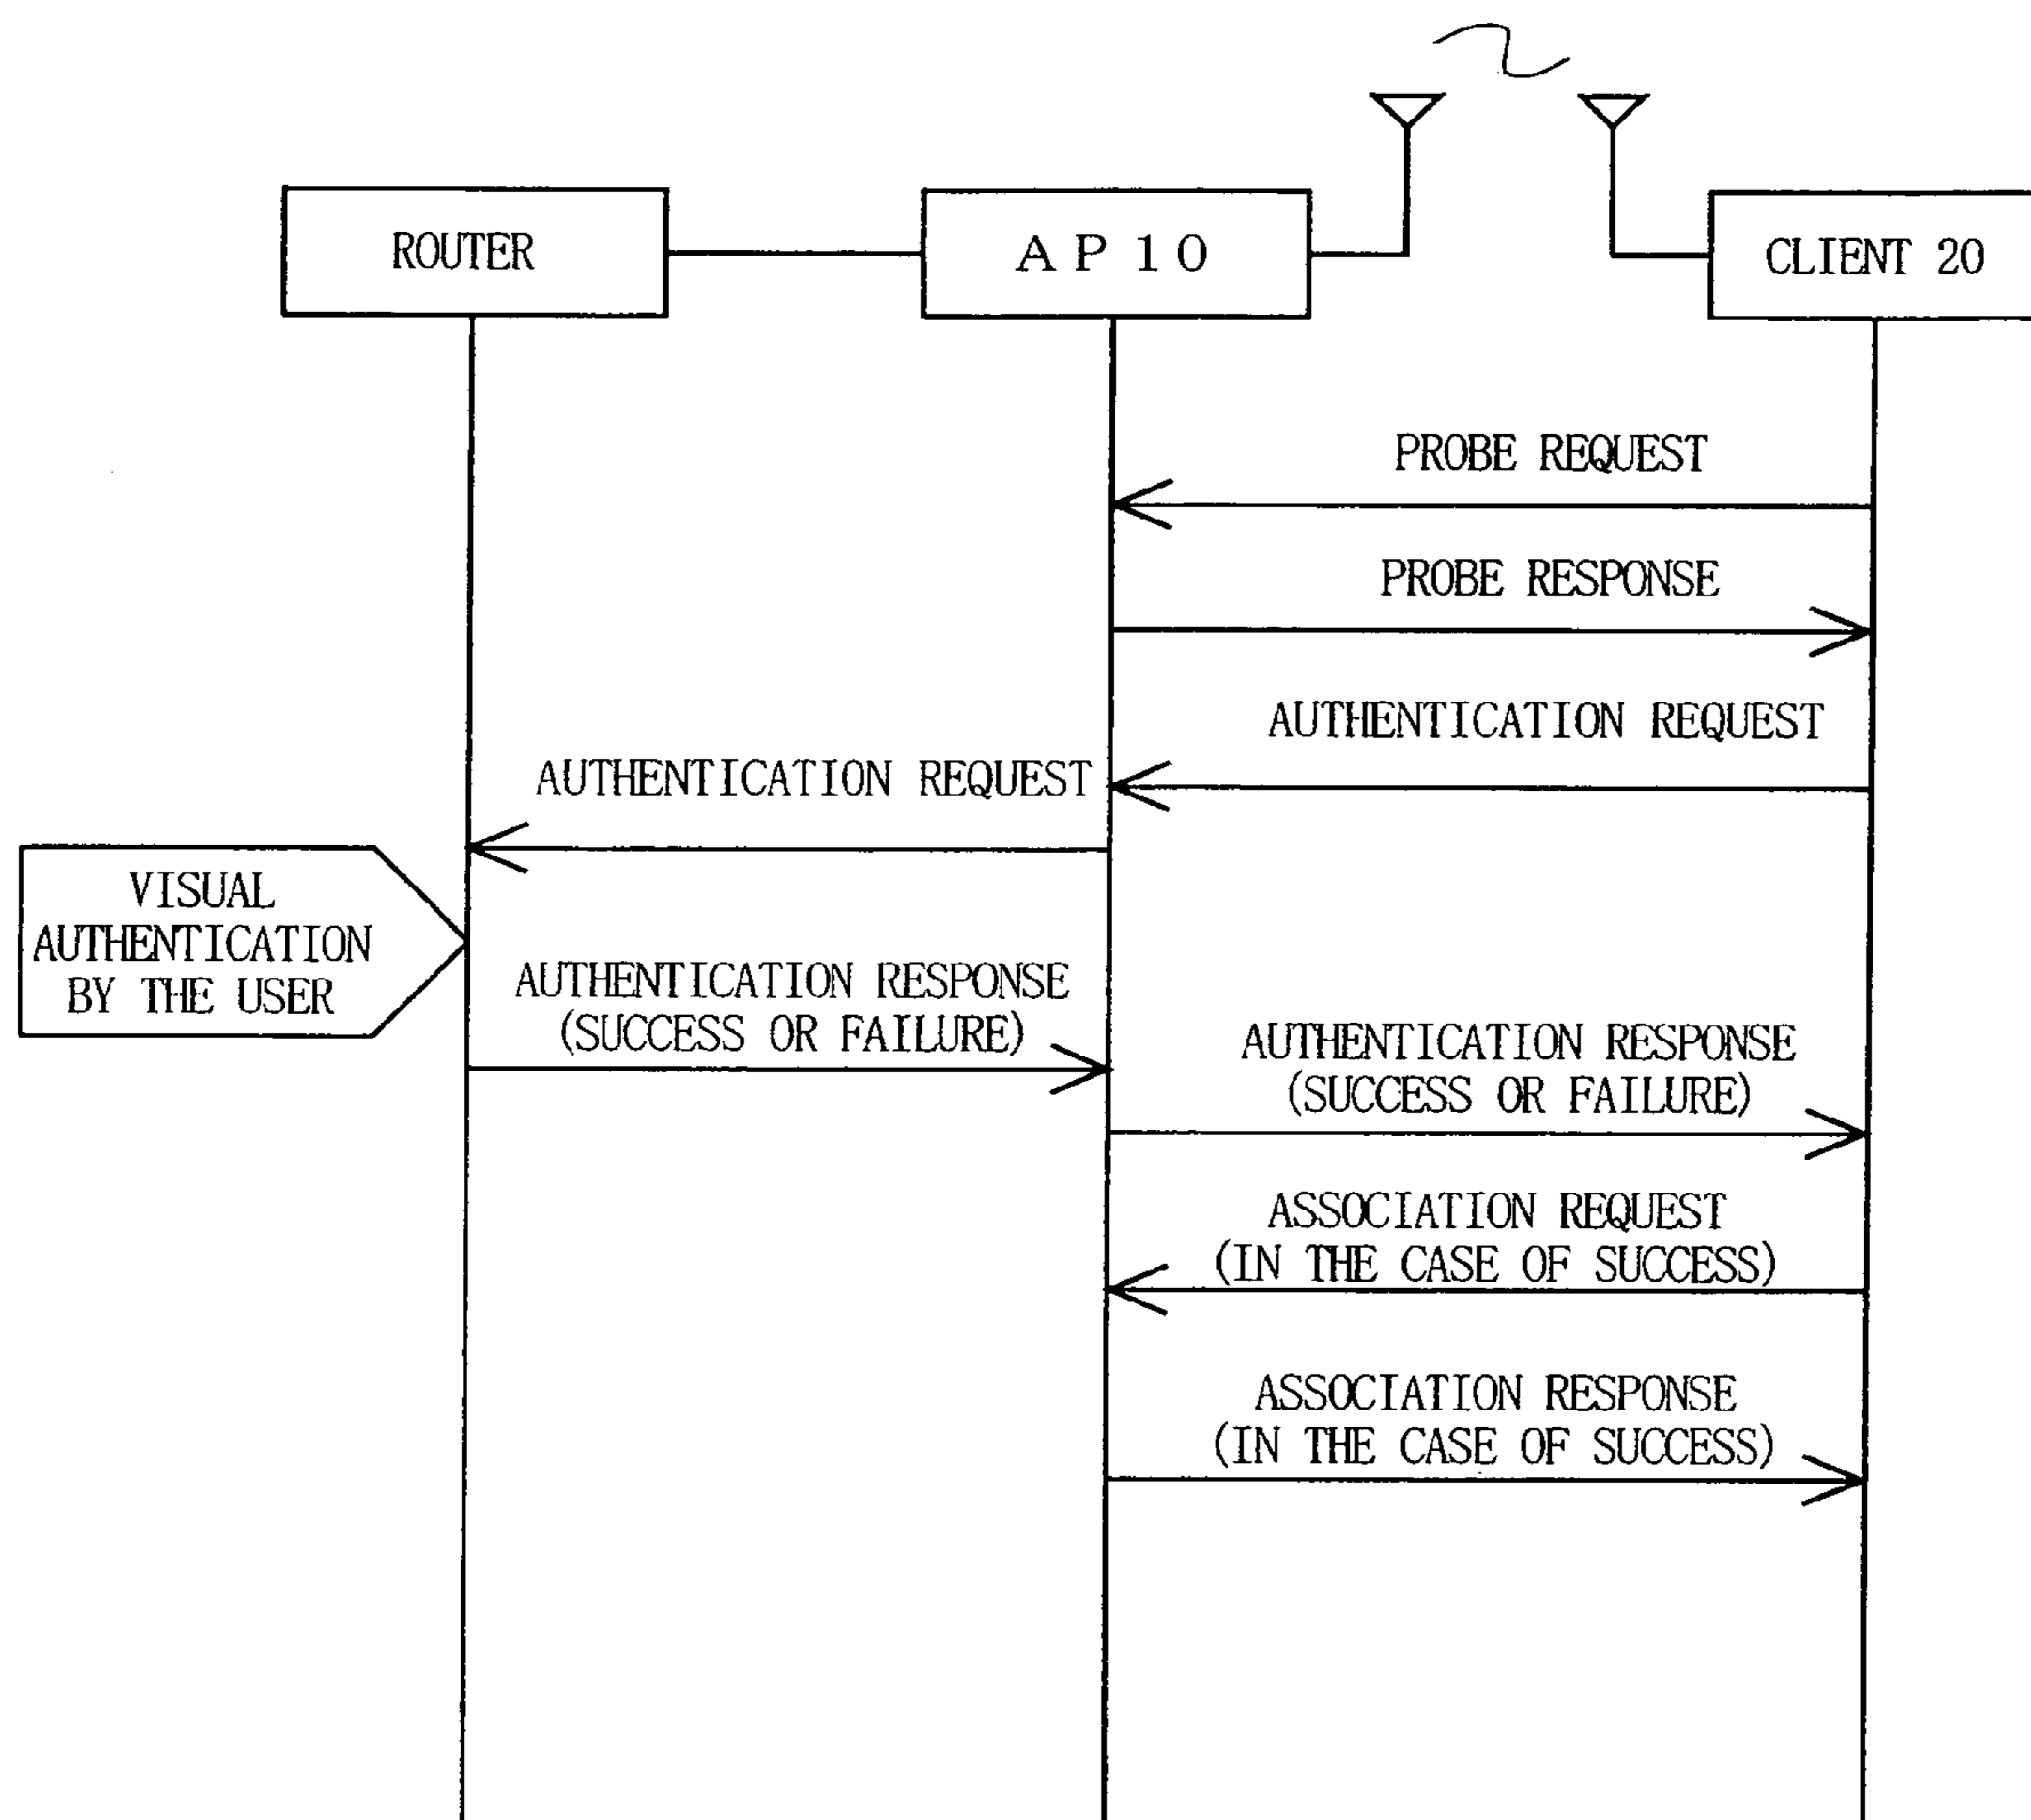 ROUTER
AP10
CLIENT 20
PROBE REQUEST
PROBE RESPONSE
AUTHENTICATION REQUEST
AUTHENTICATION REQUEST
VISUAL
AUTHENTICATION
BY THE USER
AUTHENTICATION RESPONSE
(SUCCESS OR FAILURE)
AUTHENTICATION RESPONSE
(SUCCESS OR FAILURE)
ASSOCIATION REQUEST
(IN THE CASE OF SUCCESS)
ASSOCIATION RESPONSE
(IN THE CASE OF SUCCESS)